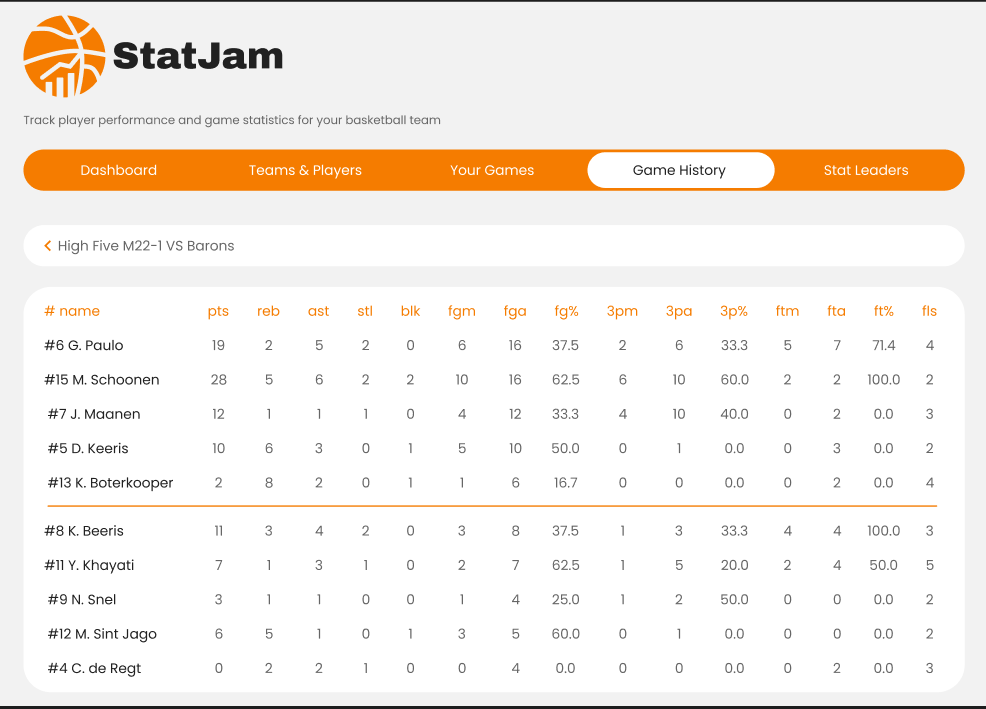 StatJam
Track player performance and game statistics for your basketball team
Dashboard Teams & Players Your Games Game History Stat Leaders
High Five M22-1 VS Barons
# name pts reb ast stl blk fgm fga fg% 3pm 3pa 3p% ftm fta ft% fls
#6 G. Paulo 19 2 5 2 0 6 16 37.5 2 6 33.3 5 7 71.4 4
#15 M. Schoonen 28 5 6 2 2 10 16 62.5 6 10 60.0 2 2 100.0 2
#7 J. Maanen 12 1 1 1 0 4 12 33.3 4 10 40.0 0 2 0.0 3
#5 D. Keeris 10 6 3 0 1 5 10 50.0 0 1 0.0 0 3 0.0 2
#13 K. Boterkooper 2 8 2 0 1 1 6 16.7 0 0 0.0 0 2 0.0 4
#8 K. Beeris 11 3 4 2 0 3 8 37.5 1 3 33.3 4 4 100.0 3
#11 Y. Khayati 7 1 3 1 0 2 7 62.5 1 5 20.0 2 4 50.0 5
#9 N. Snel 3 1 1 0 0 1 4 25.0 1 2 50.0 0 0 0.0 2
#12 M. Sint Jago 6 5 1 0 1 3 5 60.0 0 1 0.0 0 0 0.0 2
#4 C. de Regt 0 2 2 1 0 0 4 0.0 0 0 0.0 0 2 0.0 3